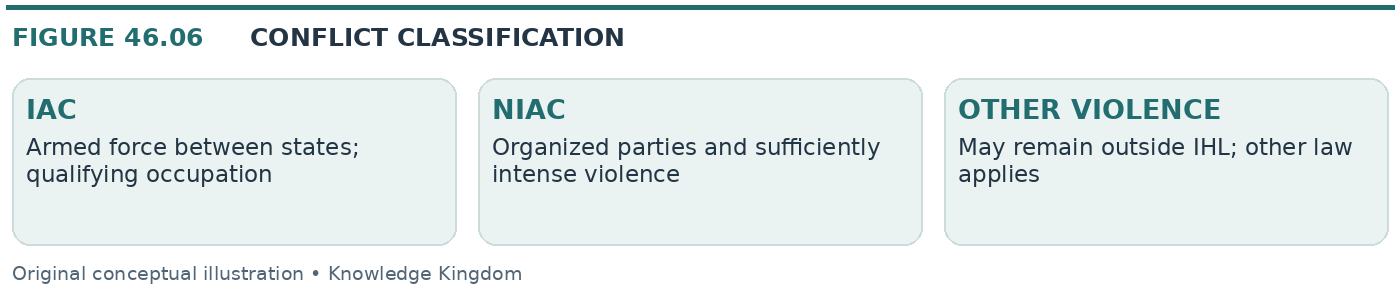 FIGURE 46.06 CONFLICT CLASSIFICATION
IAC
Armed force between states;
qualifying occupation
NIAC
Organized parties and sufficiently
intense violence
OTHER VIOLENCE
May remain outside IHL; other law
applies
Original conceptual illustration • Knowledge Kingdom